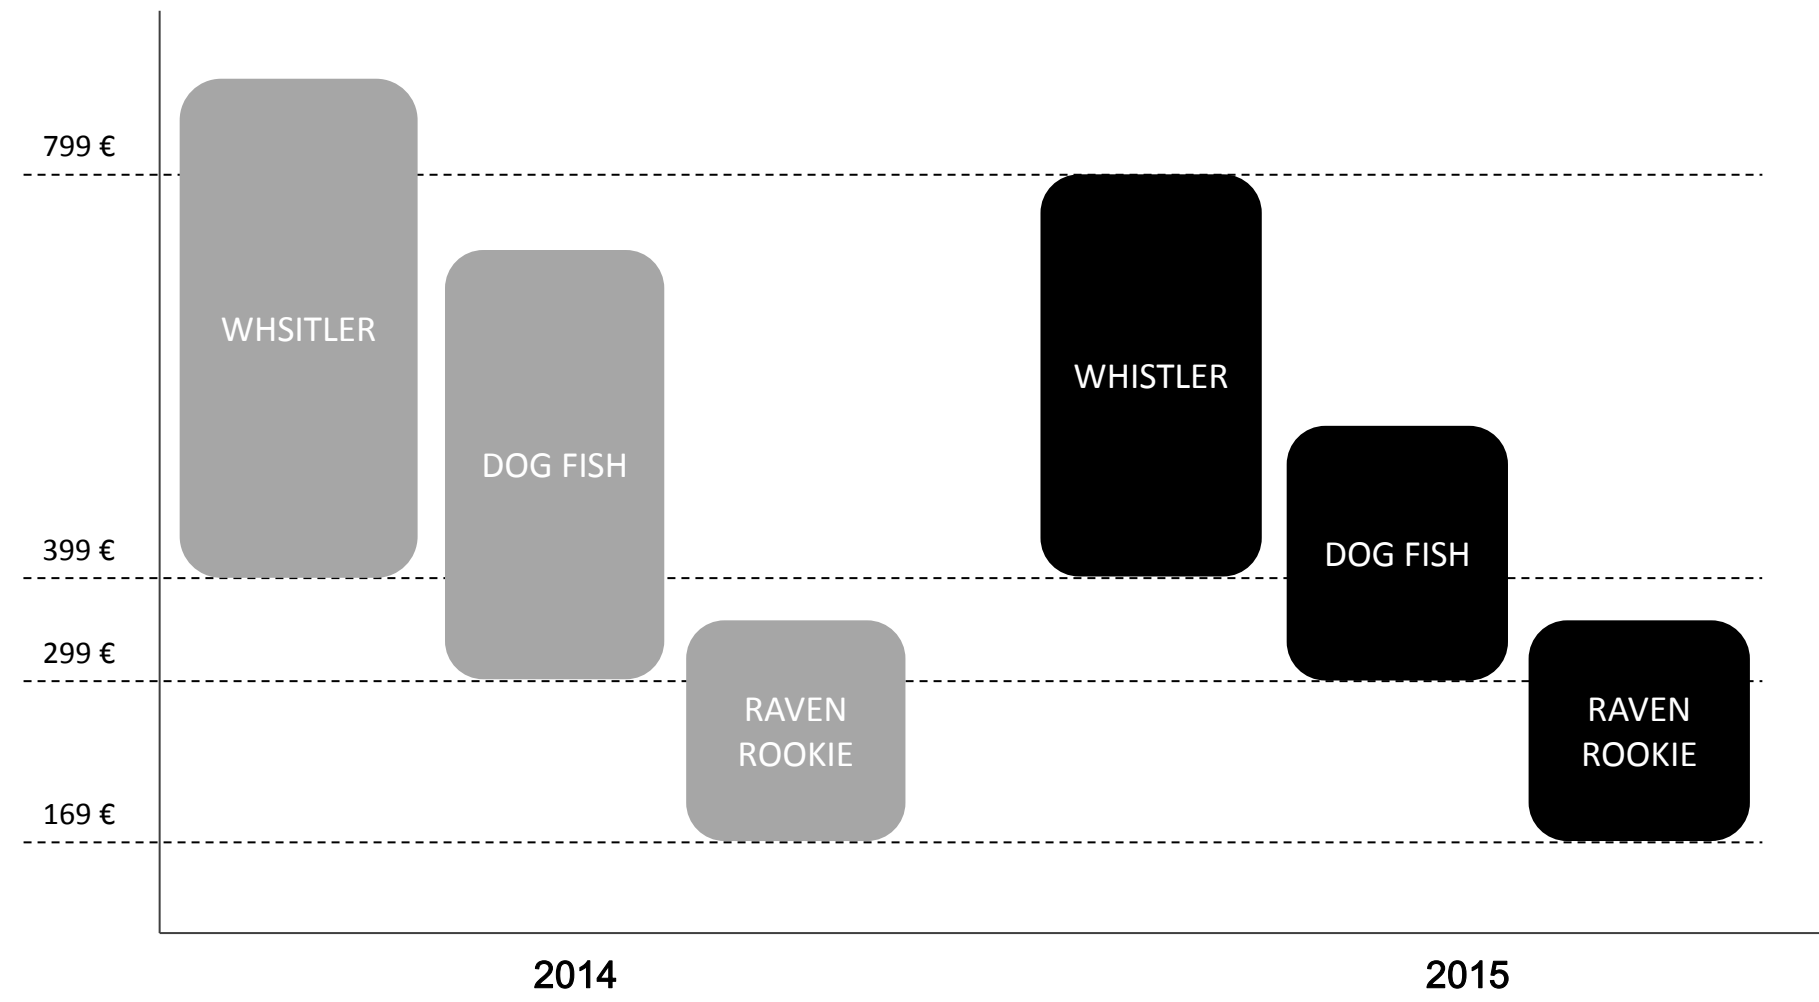 799 €
WHSITLER
WHISTLER
DOG FISH
399 €
DOG FISH
299 €
RAVEN
ROOKIE
RAVEN
ROOKIE
169 €
2014
2015